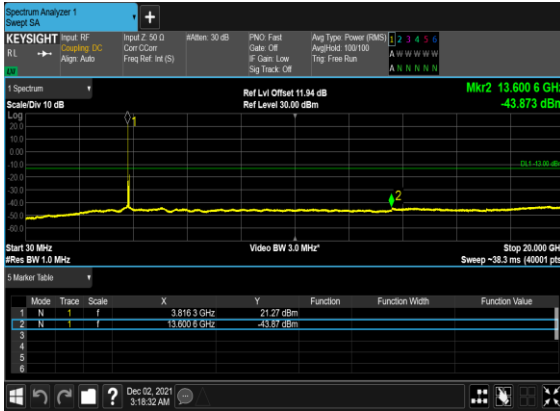 Spectrum Analyzer 1
Swept SA
+
KEYSIGHT
RL
Input: RF
Coupling: DC
Align: Auto
Input Z: 50 Ω
Corr CCorr
Freq Ref: Int (S)
#Atten: 30 dB
PNO: Fast
Gate: Off
IF Gain: Low
Sig Track: Off
Avg Type: Power (RMS)
Avg|Hold: 100/100
Trig: Free Run
1 2 3 4 5 6
A W W W W W
A N N N N N
1 Spectrum
Scale/Div 10 dB
Ref Lvl Offset 11.94 dB
Ref Level 30.00 dBm
Mkr2 13.600 6 GHz
-43.873 dBm
Log
20.0
10.0
0.00
-10.0
-20.0
-30.0
-40.0
-50.0
-60.0
1
DL1 -13.00 dBm
2
Start 30 MHz
#Res BW 1.0 MHz
Video BW 3.0 MHz*
Stop 20.000 GHz
Sweep ~38.3 ms (40001 pts)
5 Marker Table
Mode Trace Scale X Y Function Function Width Function Value
1 N 1 f 3.816 3 GHz 21.27 dBm
2 N 1 f 13.600 6 GHz -43.87 dBm
3
4
5
6
?
Dec 02, 2021
3:18:32 AM